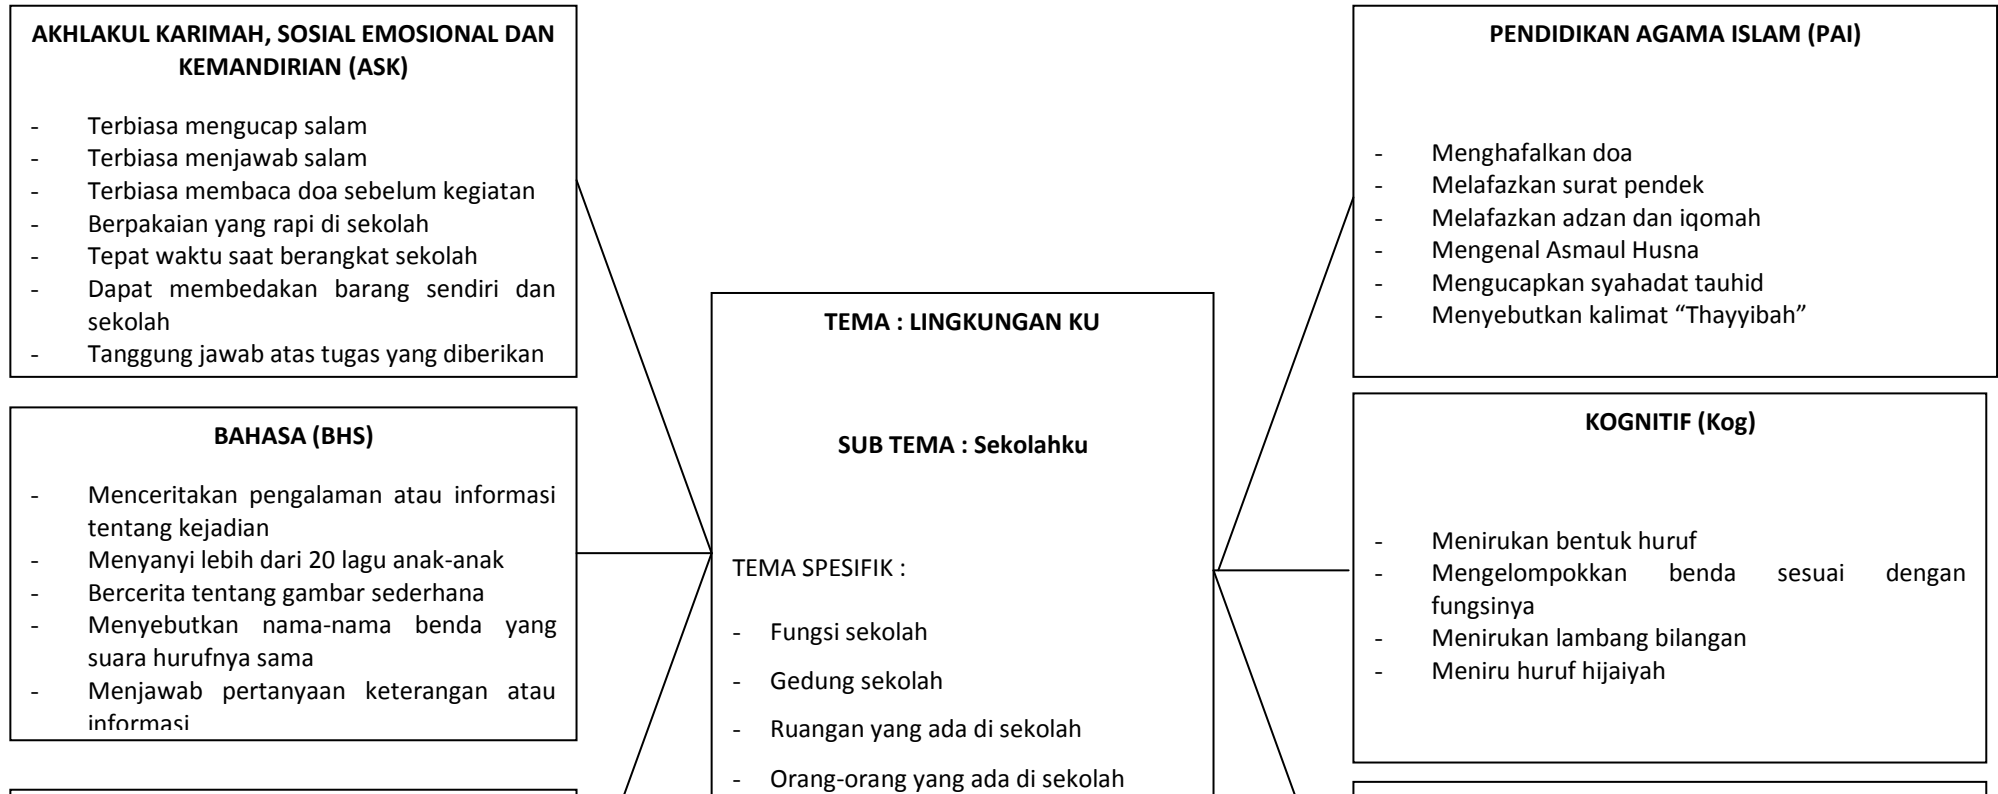 AKHLAKUL KARIMAH, SOSIAL EMOSIONAL DAN
KEMANDIRIAN (ASK)
- Terbiasa mengucap salam
- Terbiasa menjawab salam
- Terbiasa membaca doa sebelum kegiatan
- Berpakaian yang rapi di sekolah
- Tepat waktu saat berangkat sekolah
- Dapat membedakan barang sendiri dan
sekolah
- Tanggung jawab atas tugas yang diberikan
BAHASA (BHS)
- Menceritakan pengalaman atau informasi
tentang kejadian
- Menyanyi lebih dari 20 lagu anak-anak
- Bercerita tentang gambar sederhana
- Menyebutkan nama-nama benda yang
suara hurufnya sama
- Menjawab pertanyaan keterangan atau
informasi
TEMA : LINGKUNGAN KU
SUB TEMA : Sekolahku
TEMA SPESIFIK :
- Fungsi sekolah
- Gedung sekolah
- Ruangan yang ada di sekolah
- Orang-orang yang ada di sekolah
PENDIDIKAN AGAMA ISLAM (PAI)
- Menghafalkan doa
- Melafazkan surat pendek
- Melafazkan adzan dan iqomah
- Mengenal Asmaul Husna
- Mengucapkan syahadat tauhid
- Menyebutkan kalimat “Thayyibah”
KOGNITIF (Kog)
- Menirukan bentuk huruf
- Mengelompokkan benda sesuai dengan
fungsinya
- Menirukan lambang bilangan
- Meniru huruf hijaiyah